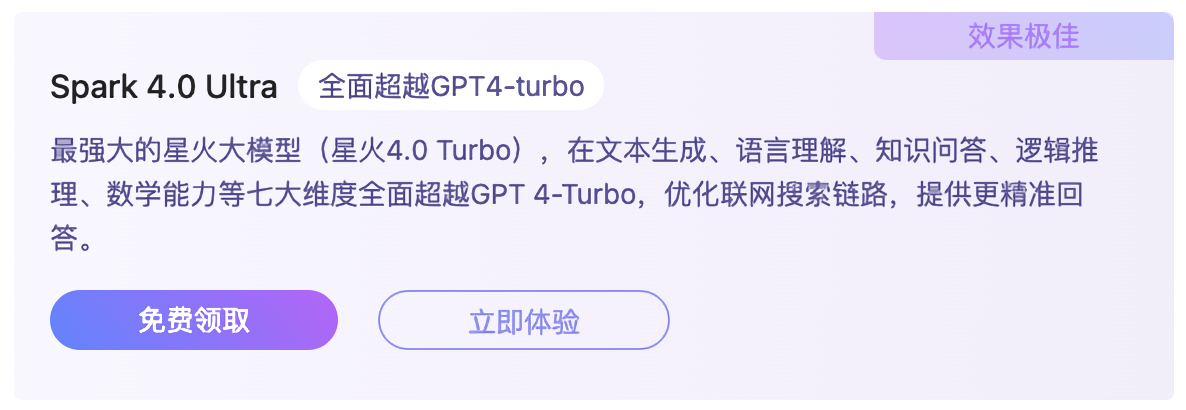 效果极佳
Spark 4.0 Ultra 全面超越GPT4-turbo
最强大的星火大模型（星火4.0 Turbo），在文本生成、语言理解、知识问答、逻辑推
理、数学能力等七大维度全面超越GPT 4-Turbo，优化联网搜索链路，提供更精准回
答。
免费领取 立即体验